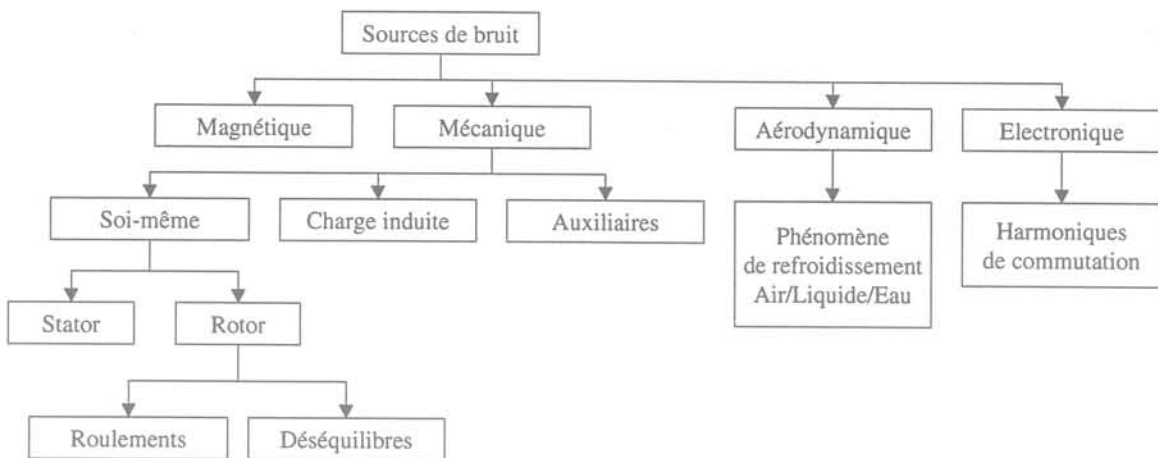 Sources de bruit
Magnétique
Mécanique
Aérodynamique
Electronique
Soi-même
Charge induite
Auxiliaires
Phénomène
de refroidissement
Air/Liquide/Eau
Harmoniques
de commutation
Stator
Rotor
Roulements
Déséquilibres